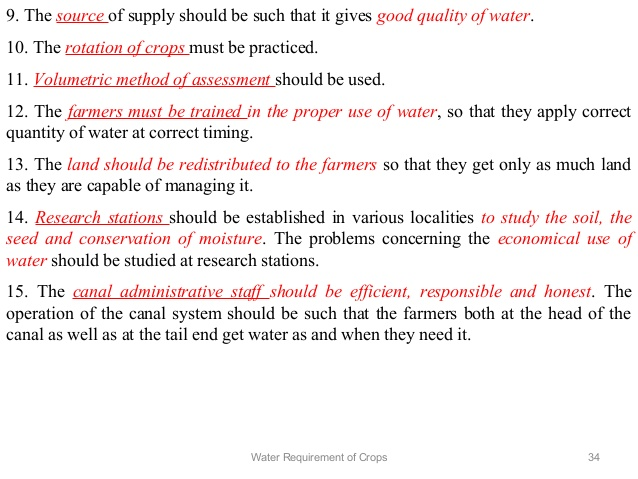 9. The source of supply should be such that it gives good quality of water.
10. The rotation of crops must be practiced.
11. Volumetric method of assessment should be used.
12. The farmers must be trained in the proper use of water, so that they apply correct
quantity of water at correct timing.
13. The land should be redistributed to the farmers so that they get only as much land
as they are capable of managing it.
14. Research stations should be established in various localities to study the soil, the
seed and conservation of moisture. The problems concerning the economical use of
water should be studied at research stations.
15. The canal administrative staff should be efficient, responsible and honest. The
operation of the canal system should be such that the farmers both at the head of the
canal as well as at the tail end get water as and when they need it.
Water Requirement of Crops
34